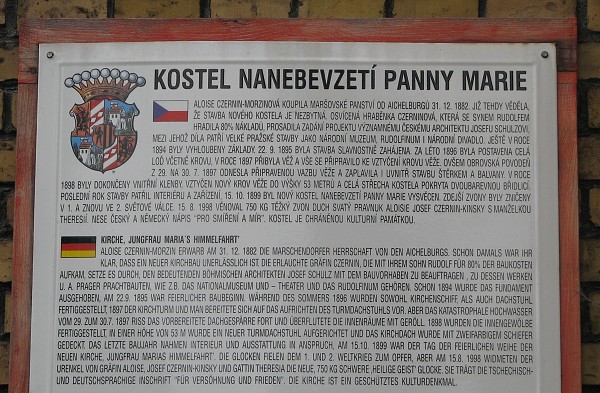 KOSTEL NANEBEVZETÍ PANNY MARIE
ALOISE CZERNIN-MORZINOVÁ KOUPILA MARŠOVSKÉ PANSTVÍ OD AICHELBURGŮ 31. 12. 1882. JIŽ TEHDY VĚDĚLA,
ŽE STAVBA NOVÉHO KOSTELA JE NEZBYTNÁ. OSVÍCENÁ HRABĚNKA CZERNINOVÁ, KTERÁ SE SYNEM RUDOLFEM
HRADILA 80% NÁKLADŮ, PROSADILA ZADÁNÍ PROJEKTU VÝZNAMNÉMU ČESKÉMU ARCHITEKTU JOSEFU SCHULZOVI,
MEZI JEHOŽ DÍLA PATŘÍ VELKÉ PRAŽSKÉ STAVBY JAKO NÁRODNÍ MUZEUM, RUDOLFINUM I NÁRODNÍ DIVADLO. JEŠTĚ V ROCE
1894 BYLY VYHLOUBENY ZÁKLADY. 22. 9. 1895 BYLA STAVBA SLAVNOSTNĚ ZAHÁJENA. ZA LÉTO 1896 BYLA POSTAVENA CELÁ
LOĎ VČETNĚ KROVU, V ROCE 1897 PŘIBYLA VĚŽ A VŠE SE PŘIPRAVILO KE VZTYČENÍ KROVU VĚŽE. OVŠEM OBROVSKÁ POVODEŇ
Z 29. NA 30. 7. 1897 ODNESLA PŘIPRAVENOU VAZBU VĚŽE A ZAPLAVILA I UVNITŘ STAVBU ŠTĚRKEM A BALVANY. V ROCE
1898 BYLY DOKONČENY VNITŘNÍ KLENBY, VZTYČEN NOVÝ KROV VĚŽE DO VÝŠKY 53 METRŮ A CELÁ STŘECHA KOSTELA POKRYTA DVOUBAREVNOU BŘIDLICÍ.
POSLEDNÍ ROK STAVBY PATŘIL INTERIÉRU A ZAŘÍZENÍ. 15. 10. 1899 BYL NOVÝ KOSTEL NANEBEVZETÍ PANNY MARIE VYSVĚCEN. ZDEJŠÍ ZVONY BYLY ZNIČENY
V 1. A ZNOVU VE 2. SVĚTOVÉ VÁLCE. 15. 8. 1998 VĚNOVAL 750 KG TĚŽKÝ ZVON DUCH SVATÝ PRAVNUK ALOISIE JOSEF CZERNIN-KINSKY S MANŽELKOU
THERESIÍ. NESE ČESKÝ A NĚMECKÝ NÁPIS "PRO SMÍŘENÍ A MÍR". KOSTEL JE CHRÁNĚNOU KULTURNÍ PAMÁTKOU.
KIRCHE, JUNGFRAU MARIA´S HIMMELFAHRT'
ALOISE CZERNIN-MORZIN ERWARB AM 31. 12. 1882 DIE MARSCHENDORFER HERRSCHAFT VON DEN AICHELBURGS. SCHON DAMALS WAR IHR
KLAR, DASS EIN NEUER KIRCHENBAU UNERLÄSSLICH IST. DIE ERLAUCHTE GRÄFIN CZERNIN, DIE MIT IHREM SOHN RUDOLF FÜR 80% DER BAUKOSTEN
AUFKAM, SETZE ES DURCH, DEN BEDEUTENDEN BÖHMISCHEN ARCHITEKTEN JOSEF SCHULZ MIT DEM BAUVORHABEN ZU BEAUFTRAGEN , ZU DESSEN WERKEN
U. A. PRAGER PRACHTBAUTEN, WIE Z.B. DAS NATIONALMUSEUM UND – THEATER UND DAS RUDOLFINUM GEHÖREN. SCHON 1894 WURDE DAS FUNDAMENT
AUSGEHOBEN, AM 22.9. 1895 WAR FEIERLICHER BAUBEGINN. WÄHREND DES SOMMERS 1896 WURDEN SOWOHL KIRCHENSCHIFF, ALS AUCH DACHSTUHL
FERTIGGESTELLT, 1897 DER KIRCHTURM UND MAN BEREITETE SICH AUF DAS AUFRICHTEN DES TURMDACHSTUHLS VOR. ABER DAS KATASTROPHALE HOCHWASSER
VOM 29. ZUM 30.7. 1897 RISS DAS VORBEREITETE DACHGESPÄRRE FORT UND ÜBERFLUTETE DIE INNENRÄUME MIT GERÖLL. 1898 WURDEN DIE INNENGEWÖLBE
FERTIGGESTELLT, IN EINER HÖHE VON 53 M WURDE EIN NEUER TURMDACHSTUHL AUFGERICHTET UND DAS KIRCHDACH WURDE MIT ZWEIFARBIGEM SCHIEFER
GEDECKT. DAS LETZTE BAUJAHR NAHMEN INTERIEUR UND AUSSTATTUNG IN ANSPRUCH, AM 15.10. 1899 WAR DER TAG DER FEIERLICHEN WEIHE DER
NEUEN KIRCHE, JUNGFRAU MARIAS HIMMELFAHRT'. DIE GLOCKEN FIELEN DEM 1. UND 2. WELTKRIEG ZUM OPFER, ABER AM 15.8. 1998 WIDMETEN DER
URENKEL VON GRÄFIN ALOISE, JOSEF CZERNIN-KINSKY UND GATTIN THERESIA DIE NEUE, 750 KG SCHWERE ,HEILIGE GEIST' GLOCKE. SIE TRÄGT DIE TSCHECHISCH-
UND DEUTSCHSPRACHIGE INSCHRIFT "FÜR VERSÖHNUNG UND FRIEDEN". DIE KIRCHE IST EIN GESCHÜTZTES KULTURDENKMAL.